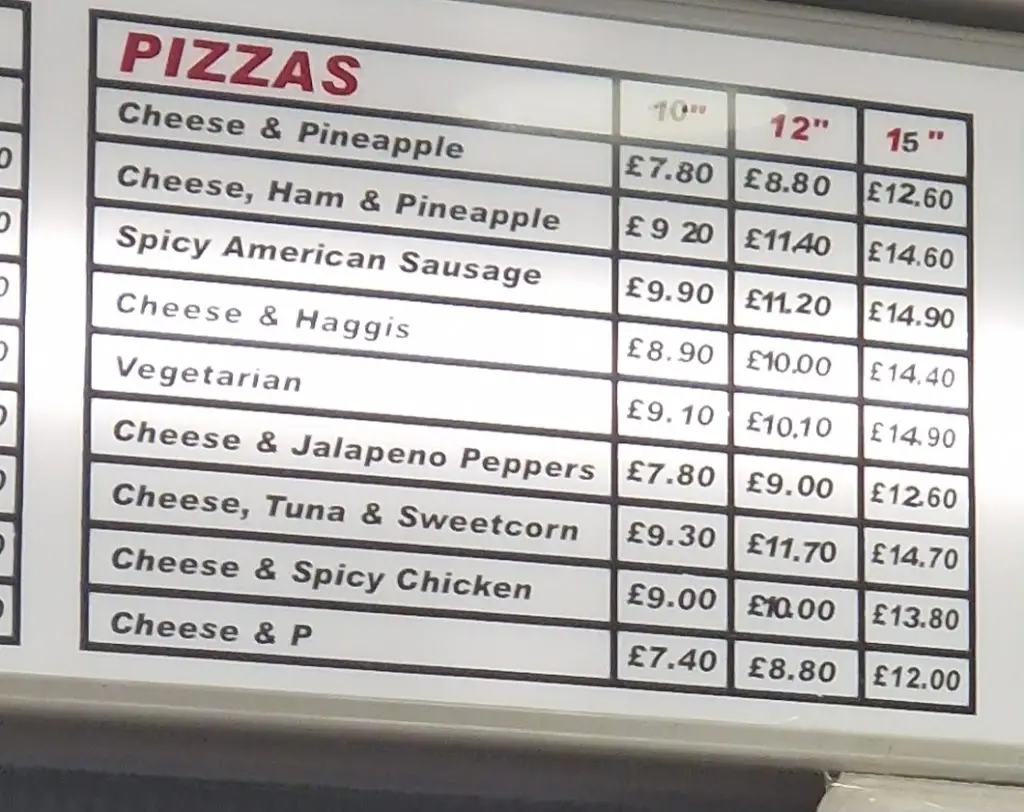 PIZZAS 10" 12" 15"
Cheese & Pineapple £7.80 £8.80 £12.60
Cheese, Ham & Pineapple £9 20 £11.40 £14.60
Spicy American Sausage £9.90 £11.20 £14.90
Cheese & Haggis £8.90 £10.00 £14.40
Vegetarian £9.10 £10.10 £14.90
Cheese & Jalapeno Peppers £7.80 £9.00 £12.60
Cheese, Tuna & Sweetcorn £9.30 £11.70 £14.70
Cheese & Spicy Chicken £9.00 £10.00 £13.80
Cheese & P £7.40 £8.80 £12.00